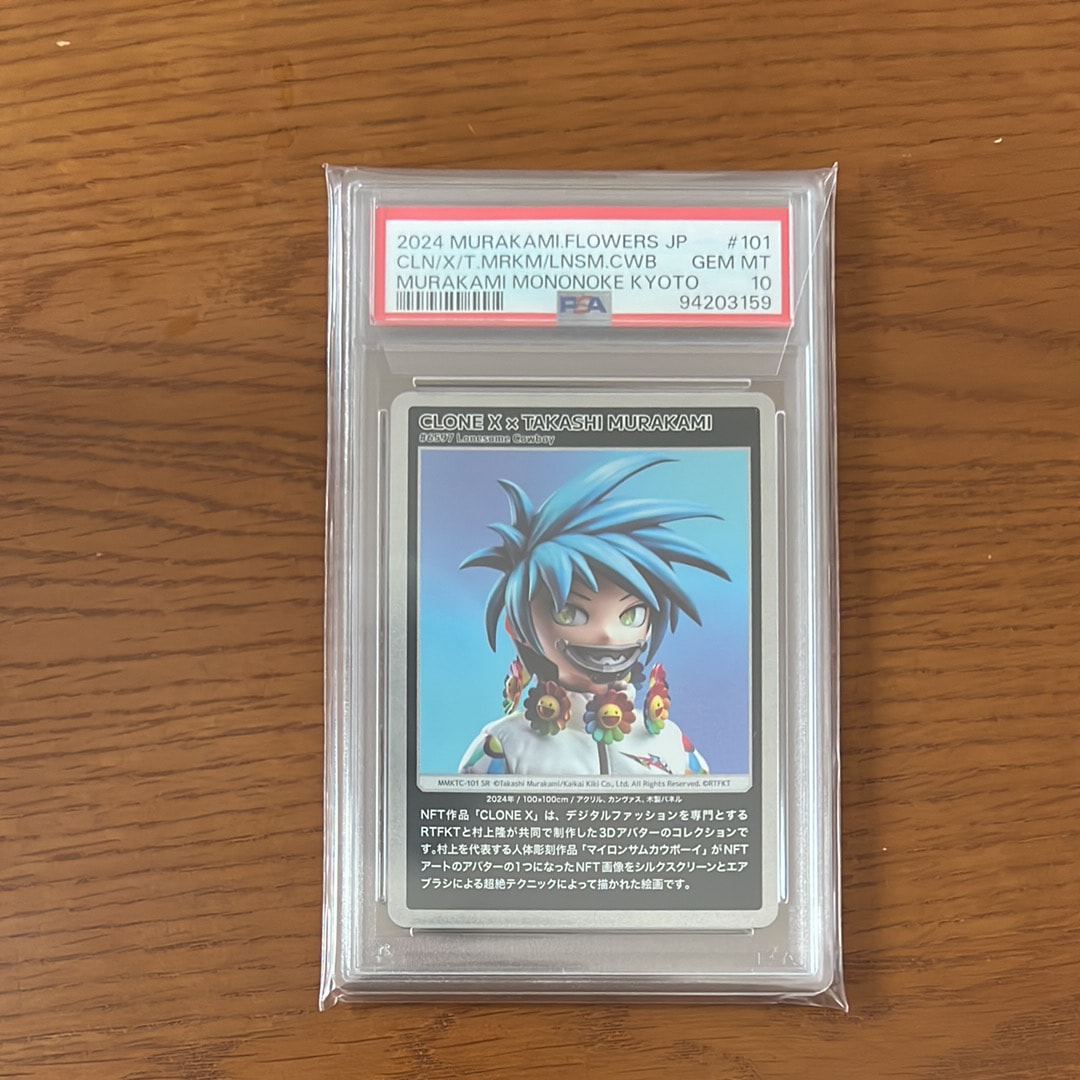 2024 MURAKAMI.FLOWERS JP #101
CLN/X/T.MRKM/LNSM.CWB GEM MT
MURAKAMI MONONOKE KYOTO 10
PSA 94203159
CLONE X × TAKASHI MURAKAMI
#6597 Lonesome Cowboy
MMKTC-101 SR ©Takashi Murakami/Kaikai Kiki Co., Ltd. All Rights Reserved. ©RTFKT
2024年 / 100×100cm / アクリル、カンヴァス、木製パネル
NFT作品「CLONE X」は、デジタルファッションを専門とする
RTFKTと村上隆が共同で制作した3Dアバターのコレクションで
す。村上を代表する人体彫刻作品「マイロンサムカウボーイ」がNFT
アートのアバターの1つになったNFT画像をシルクスクリーンとエア
ブラシによる超絶テクニックによって描かれた絵画です。